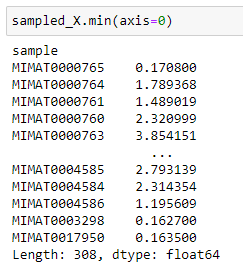 sampled_X.min(axis=0)
sample
MIMAT0000765    0.170800
MIMAT0000764    1.789368
MIMAT0000761    1.489019
MIMAT0000760    2.320999
MIMAT0000763    3.854151
...
MIMAT0004585    2.793139
MIMAT0004584    2.314354
MIMAT0004586    1.195609
MIMAT0003298    0.162700
MIMAT0017950    0.163500
Length: 308, dtype: float64